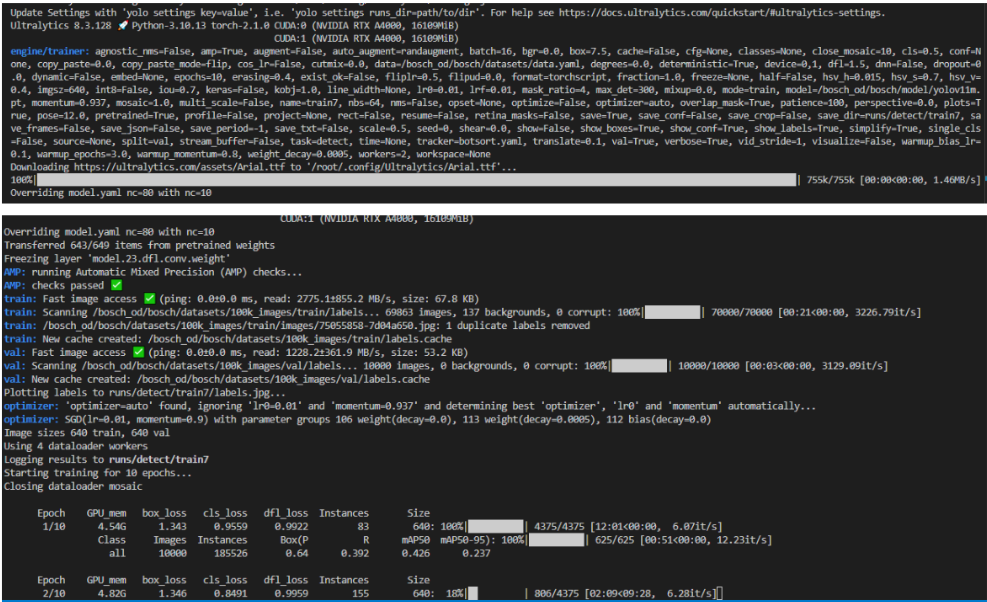 Update Settings with 'yolo settings key=value', i.e. 'yolo settings runs_dir=path/to/dir'. For help see https://docs.ultralytics.com/quickstart/#ultralytics-settings.
Ultralytics 8.3.128 🚀 Python-3.10.13 torch-2.1.0 CUDA:0 (NVIDIA RTX A4000, 16109MiB)
CUDA:1 (NVIDIA RTX A4000, 16109MiB)
engine/trainer: agnostic_nms=False, amp=True, augment=False, auto_augment=randaugment, batch=16, bgr=0.0, box=7.5, cache=False, cfg=None, classes=None, close_mosaic=10, cls=0.5, conf=N
one, copy_paste=0.0, copy_paste_mode=flip, cos_lr=False, cutmix=0.0, data=/bosch_od/bosch/datasets/data.yaml, degrees=0.0, deterministic=True, device=0,1, dfl=1.5, dnn=False, dropout=0
.0, dynamic=False, embed=None, epochs=10, erasing=0.4, exist_ok=False, fliplr=0.5, flipud=0.0, format=torchscript, fraction=1.0, freeze=None, half=False, hsv_h=0.015, hsv_s=0.7, hsv_v=
0.4, imgsz=640, int8=False, iou=0.7, keras=False, kobj=1.0, line_width=None, lr0=0.01, lrf=0.01, mask_ratio=4, max_det=300, mixup=0.0, mode=train, model=/bosch_od/bosch/model/yolov11m.
pt, momentum=0.937, mosaic=1.0, multi_scale=False, name=train7, nbs=64, nms=False, opset=None, optimize=False, optimizer=auto, overlap_mask=True, patience=100, perspective=0.0, plots=T
rue, pose=12.0, pretrained=True, profile=False, project=None, rect=False, resume=False, retina_masks=False, save=True, save_conf=False, save_crop=False, save_dir=runs/detect/train7, sa
ve_frames=False, save_json=False, save_period=-1, save_txt=False, scale=0.5, seed=0, shear=0.0, show=False, show_boxes=True, show_conf=True, show_labels=True, simplify=True, single_cls
=False, source=None, split=val, stream_buffer=False, task=detect, time=None, tracker=botsort.yaml, translate=0.1, val=True, verbose=True, vid_stride=1, visualize=False, warmup_bias_lr=
0.1, warmup_epochs=3.0, warmup_momentum=0.8, weight_decay=0.0005, workers=2, workspace=None
Downloading https://ultralytics.com/assets/Arial.ttf to '/root/.config/Ultralytics/Arial.ttf'...
100%| | 755k/755k [00:00<00:00, 1.46MB/s]
Overriding model.yaml nc=80 with nc=10
CUDA:1 (NVIDIA RTX A4000, 16109MiB)
Overriding model.yaml nc=80 with nc=10
Transferred 643/649 items from pretrained weights
Freezing layer 'model.23.dfl.conv.weight'
AMP: running Automatic Mixed Precision (AMP) checks...
AMP: checks passed ✅
train: Fast image access ✅ (ping: 0.0±0.0 ms, read: 2775.1±855.2 MB/s, size: 67.8 KB)
train: Scanning /bosch_od/bosch/datasets/100k_images/train/labels... 69863 images, 137 backgrounds, 0 corrupt: 100%| | 70000/70000 [00:21<00:00, 3226.79it/s]
train: /bosch_od/bosch/datasets/100k_images/train/images/75055858-7d04a650.jpg: 1 duplicate labels removed
train: New cache created: /bosch_od/bosch/datasets/100k_images/train/labels.cache
val: Fast image access ✅ (ping: 0.0±0.0 ms, read: 1228.2±361.9 MB/s, size: 53.2 KB)
val: Scanning /bosch_od/bosch/datasets/100k_images/val/labels... 10000 images, 0 backgrounds, 0 corrupt: 100%| | 10000/10000 [00:03<00:00, 3129.09it/s]
val: New cache created: /bosch_od/bosch/datasets/100k_images/val/labels.cache
Plotting labels to runs/detect/train7/labels.jpg...
optimizer: 'optimizer=auto' found, ignoring 'lr0=0.01' and 'momentum=0.937' and determining best 'optimizer', 'lr0' and 'momentum' automatically...
optimizer: SGD(lr=0.01, momentum=0.9) with parameter groups 106 weight(decay=0.0), 113 weight(decay=0.0005), 112 bias(decay=0.0)
Image sizes 640 train, 640 val
Using 4 dataloader workers
Logging results to runs/detect/train7
Starting training for 10 epochs...
Closing dataloader mosaic
Epoch GPU_mem box_loss cls_loss dfl_loss Instances Size
1/10 4.54G 1.343 0.9559 0.9922 83 640: 100%| | 4375/4375 [12:01<00:00, 6.07it/s]
Class Images Instances Box(P R mAP50 mAP50-95): 100%| | 625/625 [00:51<00:00, 12.23it/s]
all 10000 185526 0.64 0.392 0.426 0.237
Epoch GPU_mem box_loss cls_loss dfl_loss Instances Size
2/10 4.82G 1.346 0.8491 0.9959 155 640: 18%| | 806/4375 [02:09<09:28, 6.28it/s]